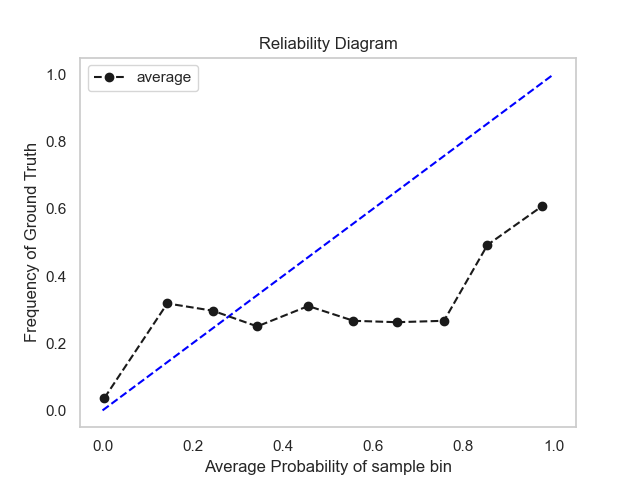 Reliability Diagram
average
Frequency of Ground Truth
1.0
0.8
0.6
0.4
0.2
0.0
0.0 0.2 0.4 0.6 0.8 1.0
Average Probability of sample bin